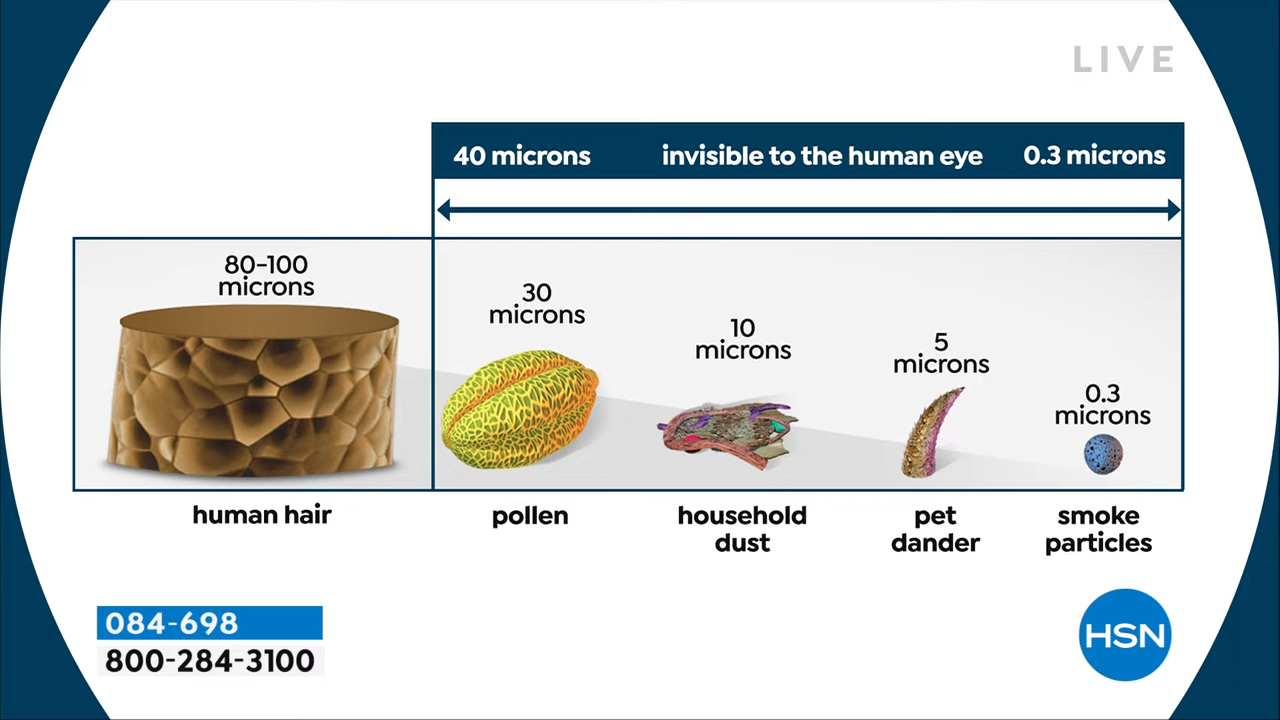 LIVE
40 microns
invisible to the human eye
0.3 microns
80-100
microns
30
microns
10
microns
5
microns
0.3
microns
human hair
pollen
household
dust
pet
dander
smoke
particles
084-698
800-284-3100
HSN